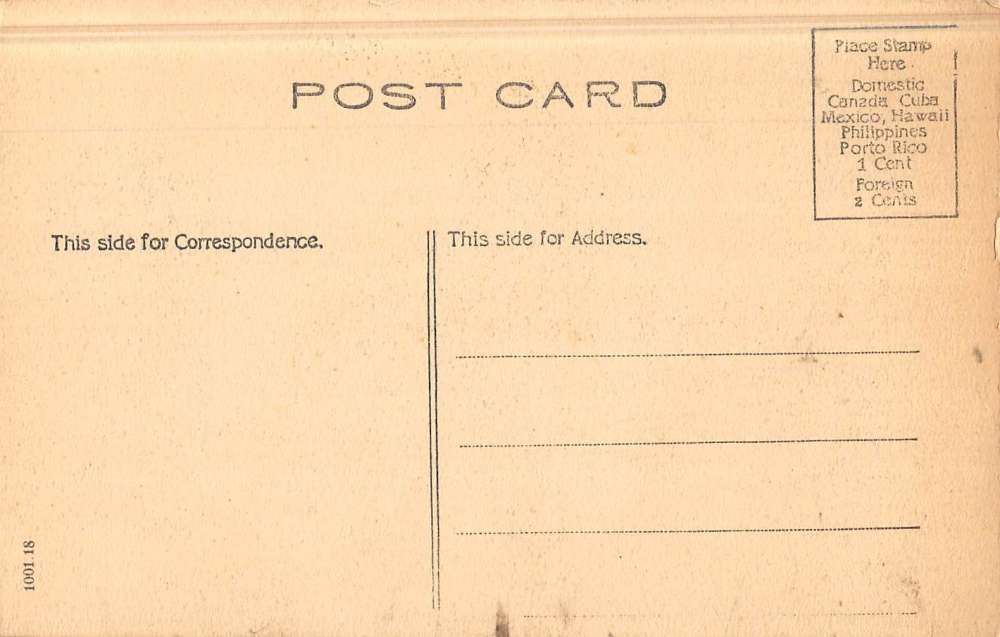 POST CARD
Place Stamp
Here
Domestic
Canada Cuba
Mexico, Hawaii
Philippines
Porto Rico
1 Cent
Foreign
2 Cents
This side for Correspondence.
This side for Address.
1001.18